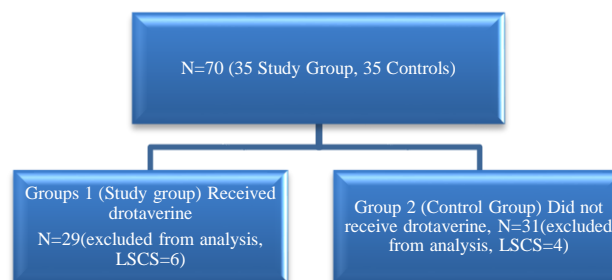 N=70 (35 Study Group, 35 Controls)
Groups 1 (Study group) Received
drotaverine
N=29(excluded from analysis,
LSCS=6)
Group 2 (Control Group) Did not
receive drotaverine, N=31(excluded
from analysis, LSCS=4)